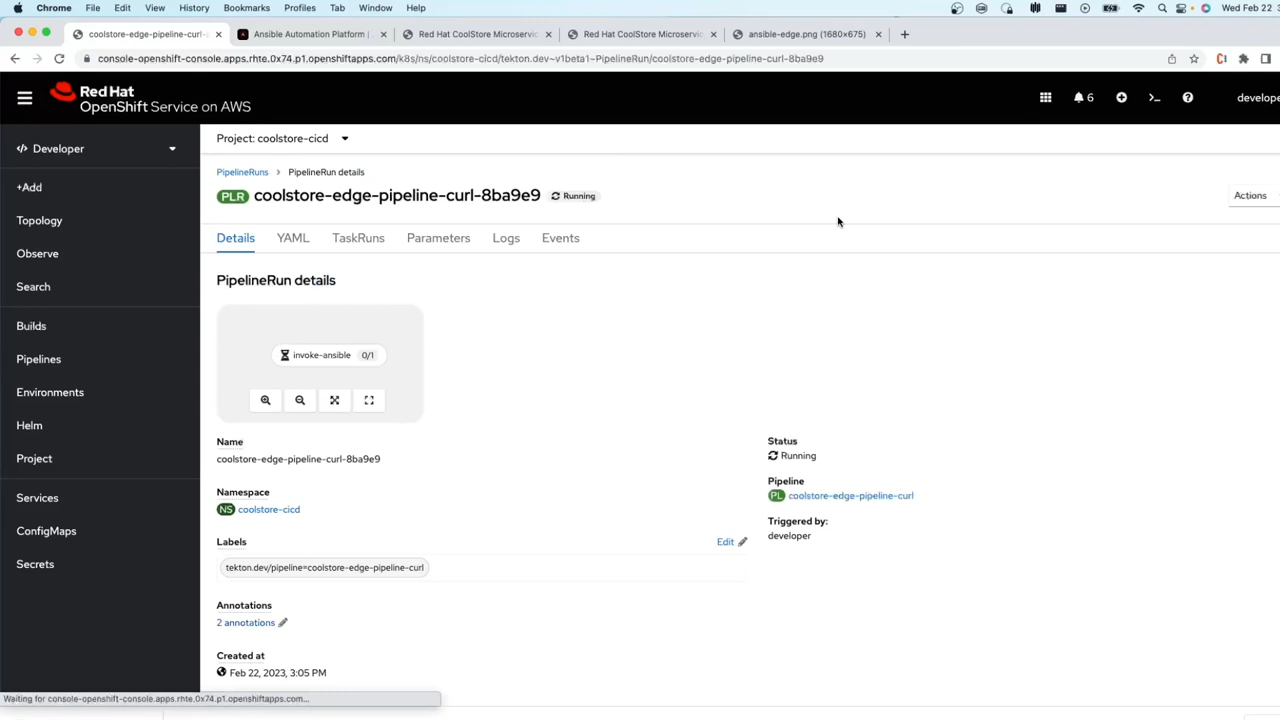 Chrome File Edit View History Bookmarks Profiles Tab Window Help Wed Feb 22 3
coolstore-edge-pipeline-curl- × Ansible Automation Platform | × Red Hat CoolStore Microservic × Red Hat CoolStore Microservic × ansible-edge.png (1680×675) × +
console-openshift-console.apps.rhte.0x74.p1.openshiftapps.com/k8s/ns/coolstore-cicd/tekton.dev~v1beta1~PipelineRun/coolstore-edge-pipeline-curl-8ba9e9
Red Hat
OpenShift Service on AWS
6
develope
Developer
+Add
Topology
Observe
Search
Builds
Pipelines
Environments
Helm
Project
Services
ConfigMaps
Secrets
Project: coolstore-cicd
PipelineRuns > PipelineRun details
PLR coolstore-edge-pipeline-curl-8ba9e9 Running
Actions
Details YAML TaskRuns Parameters Logs Events
PipelineRun details
invoke-ansible 0/1
Name
coolstore-edge-pipeline-curl-8ba9e9
Namespace
NS coolstore-cicd
Labels Edit
tekton.dev/pipeline=coolstore-edge-pipeline-curl
Annotations
2 annotations
Created at
Feb 22, 2023, 3:05 PM
Status
Running
Pipeline
PL coolstore-edge-pipeline-curl
Triggered by:
developer
Waiting for console-openshift-console.apps.rhte.0x74.p1.openshiftapps.com...